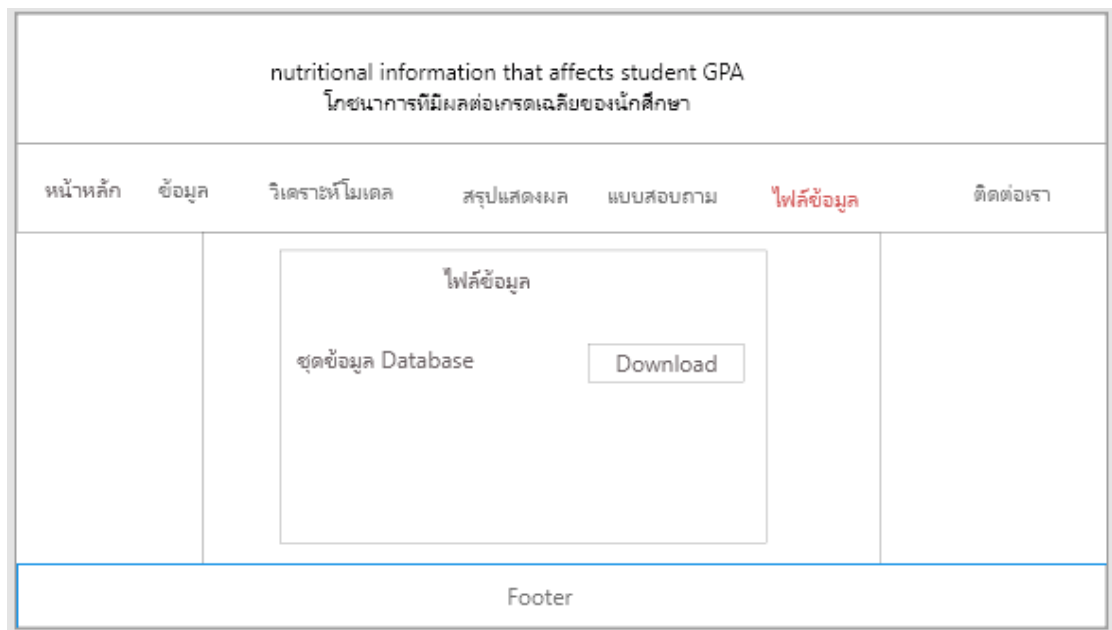 nutritional information that affects student GPA
โภชนาการที่มีผลต่อเกรดเฉลี่ยของนักศึกษา
หน้าหลัก ข้อมูล วิเคราะห์โมเดล สรุปแสดงผล แบบสอบถาม ไฟล์ข้อมูล ติดต่อเรา
ไฟล์ข้อมูล
ชุดข้อมูล Database Download
Footer